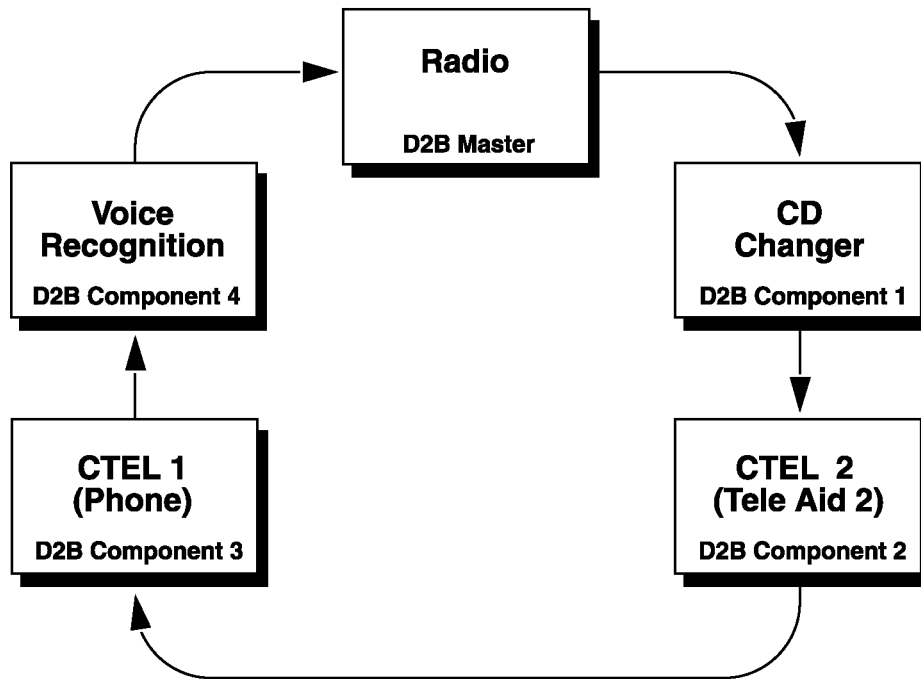 Radio
D2B Master
CD
Changer
D2B Component 1
CTEL  2
(Tele Aid 2)
D2B Component 2
CTEL 1
(Phone)
D2B Component 3
Voice
Recognition
D2B Component 4